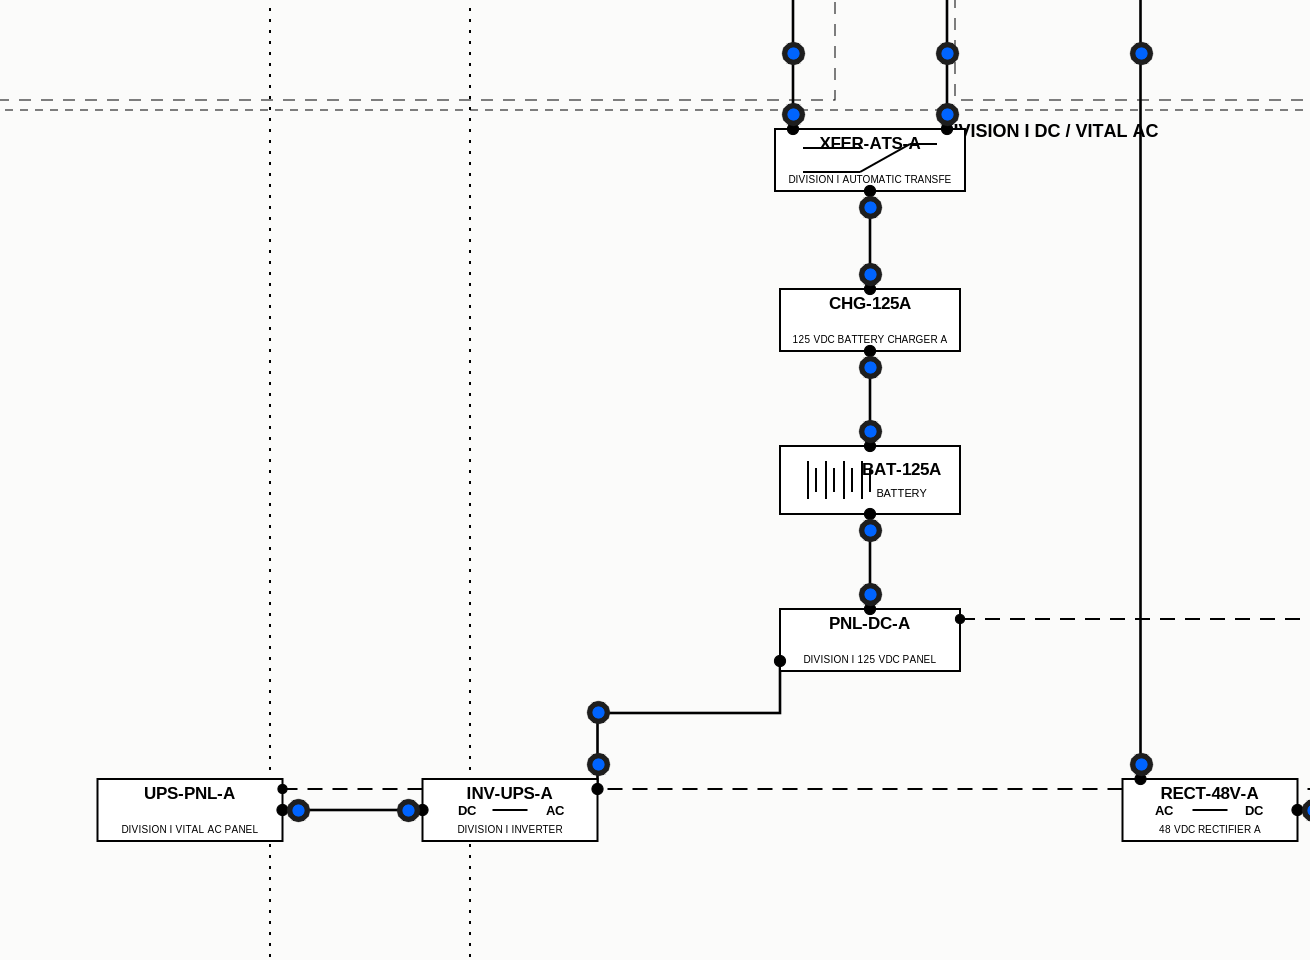 VISION I DC / VITAL AC
XFER-ATS-A
DIVISION I AUTOMATIC TRANSFE
CHG-125A
125 VDC BATTERY CHARGER A
BAT-125A
BATTERY
PNL-DC-A
DIVISION I 125 VDC PANEL
UPS-PNL-A
DIVISION I VITAL AC PANEL
INV-UPS-A
DC AC
DIVISION I INVERTER
RECT-48V-A
AC DC
48 VDC RECTIFIER A